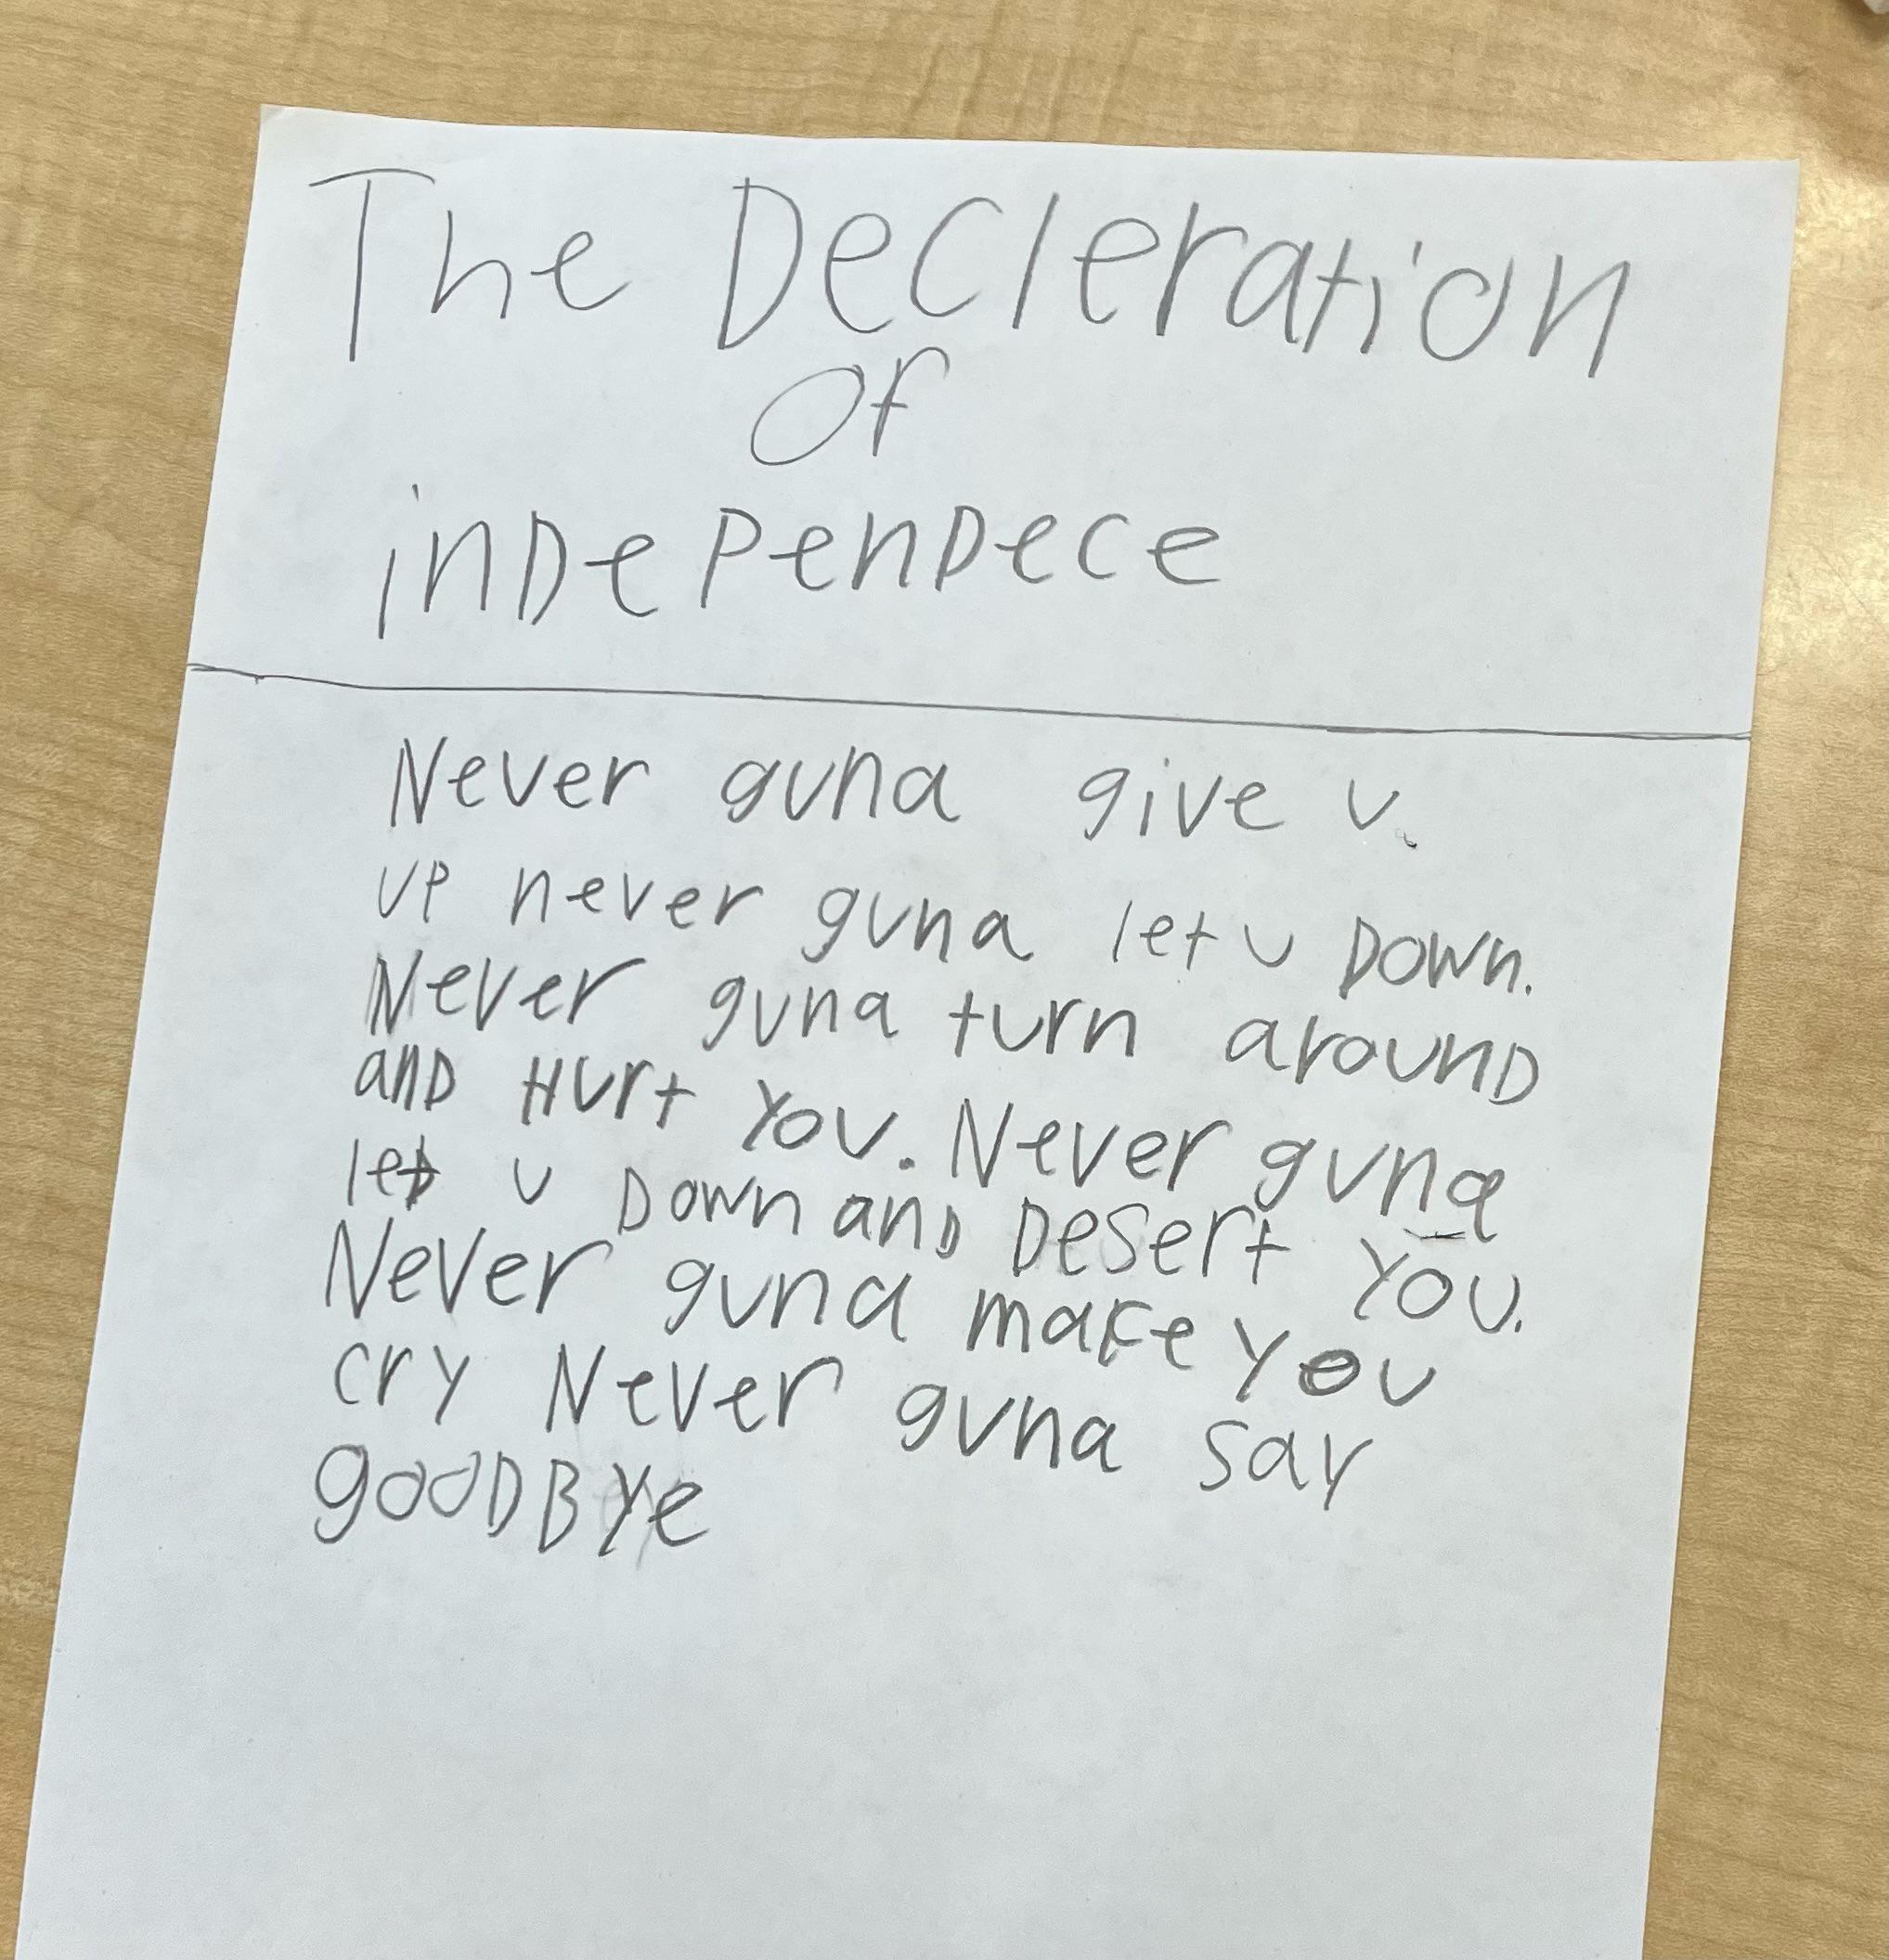 The Decleration
of
inDepenDece
Never guna give u.
up never guna let u Down.
Never guna turn around
anD Hurt You. Never guna
let u Down anD Desert You.
Never guna make you
cry Never guna say
gooDBye